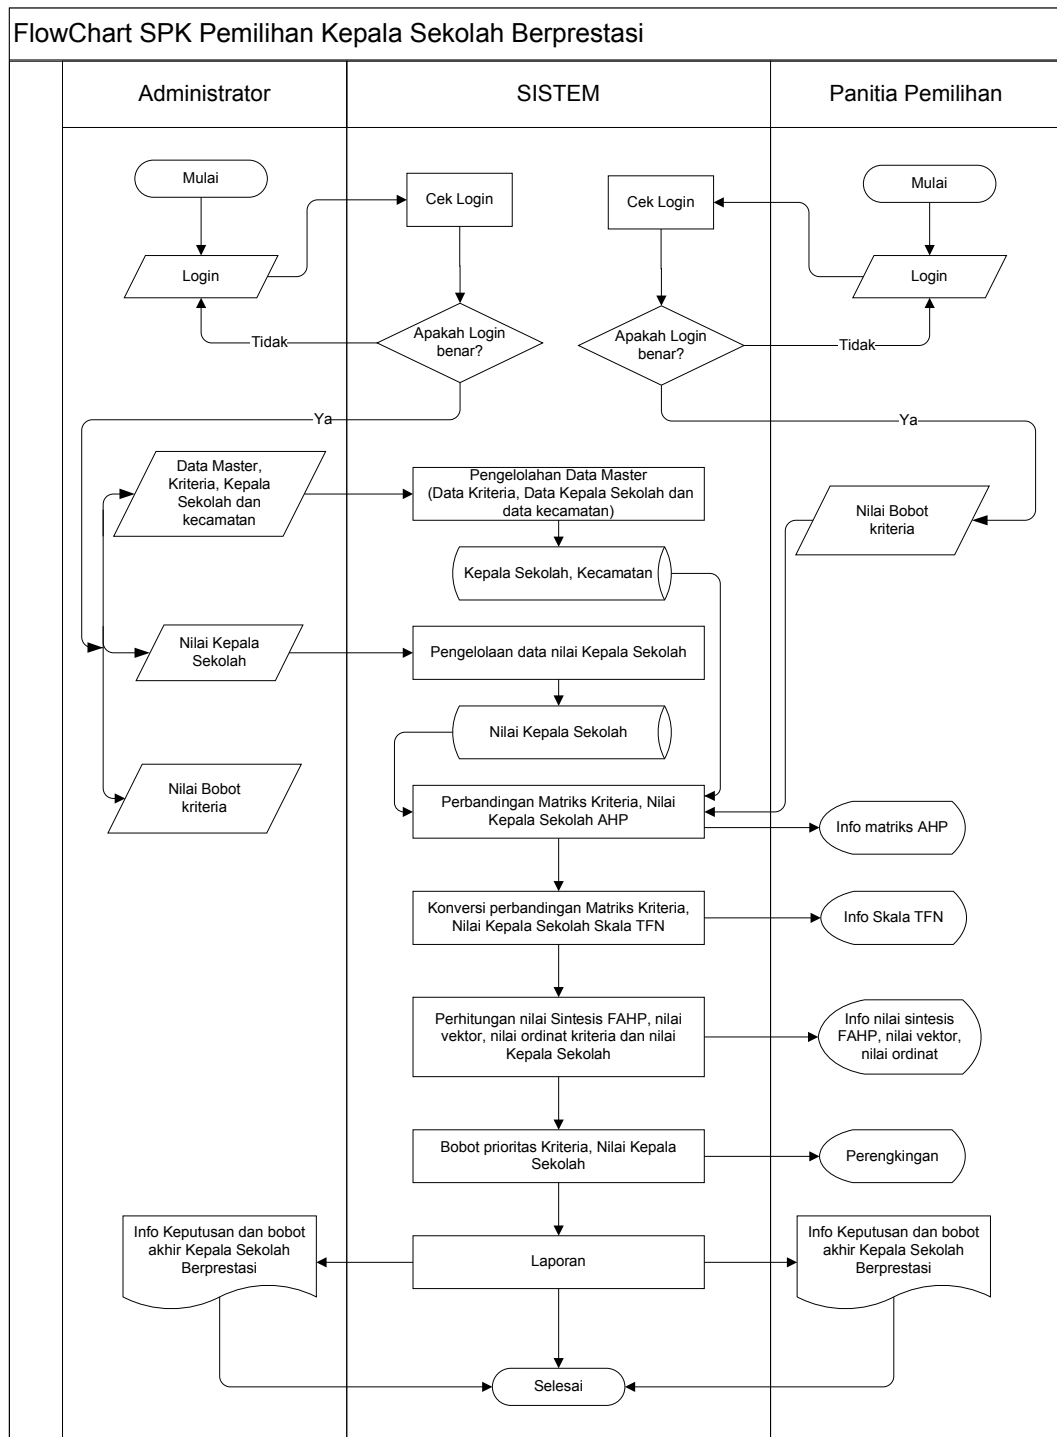 FlowChart SPK Pemilihan Kepala Sekolah Berprestasi
Administrator
SISTEM
Panitia Pemilihan
Mulai
Cek Login
Cek Login
Mulai
Login
Login
Apakah Login
benar?
Apakah Login
benar?
Tidak
Tidak
Ya
Ya
Data Master,
Kriteria, Kepala
Sekolah dan
kecamatan
Pengelolahan Data Master
(Data Kriteria, Data Kepala Sekolah dan
data kecamatan)
Nilai Bobot
kriteria
Kepala Sekolah, Kecamatan
Nilai Kepala
Sekolah
Pengelolaan data nilai Kepala Sekolah
Nilai Kepala Sekolah
Nilai Bobot
kriteria
Perbandingan Matriks Kriteria, Nilai
Kepala Sekolah AHP
Info matriks AHP
Konversi perbandingan Matriks Kriteria,
Nilai Kepala Sekolah Skala TFN
Info Skala TFN
Perhitungan nilai Sintesis FAHP, nilai
vektor, nilai ordinat kriteria dan nilai
Kepala Sekolah
Info nilai sintesis
FAHP, nilai vektor,
nilai ordinat
Bobot prioritas Kriteria, Nilai Kepala
Sekolah
Perengkingan
Info Keputusan dan bobot
akhir Kepala Sekolah
Berprestasi
Laporan
Info Keputusan dan bobot
akhir Kepala Sekolah
Berprestasi
Selesai